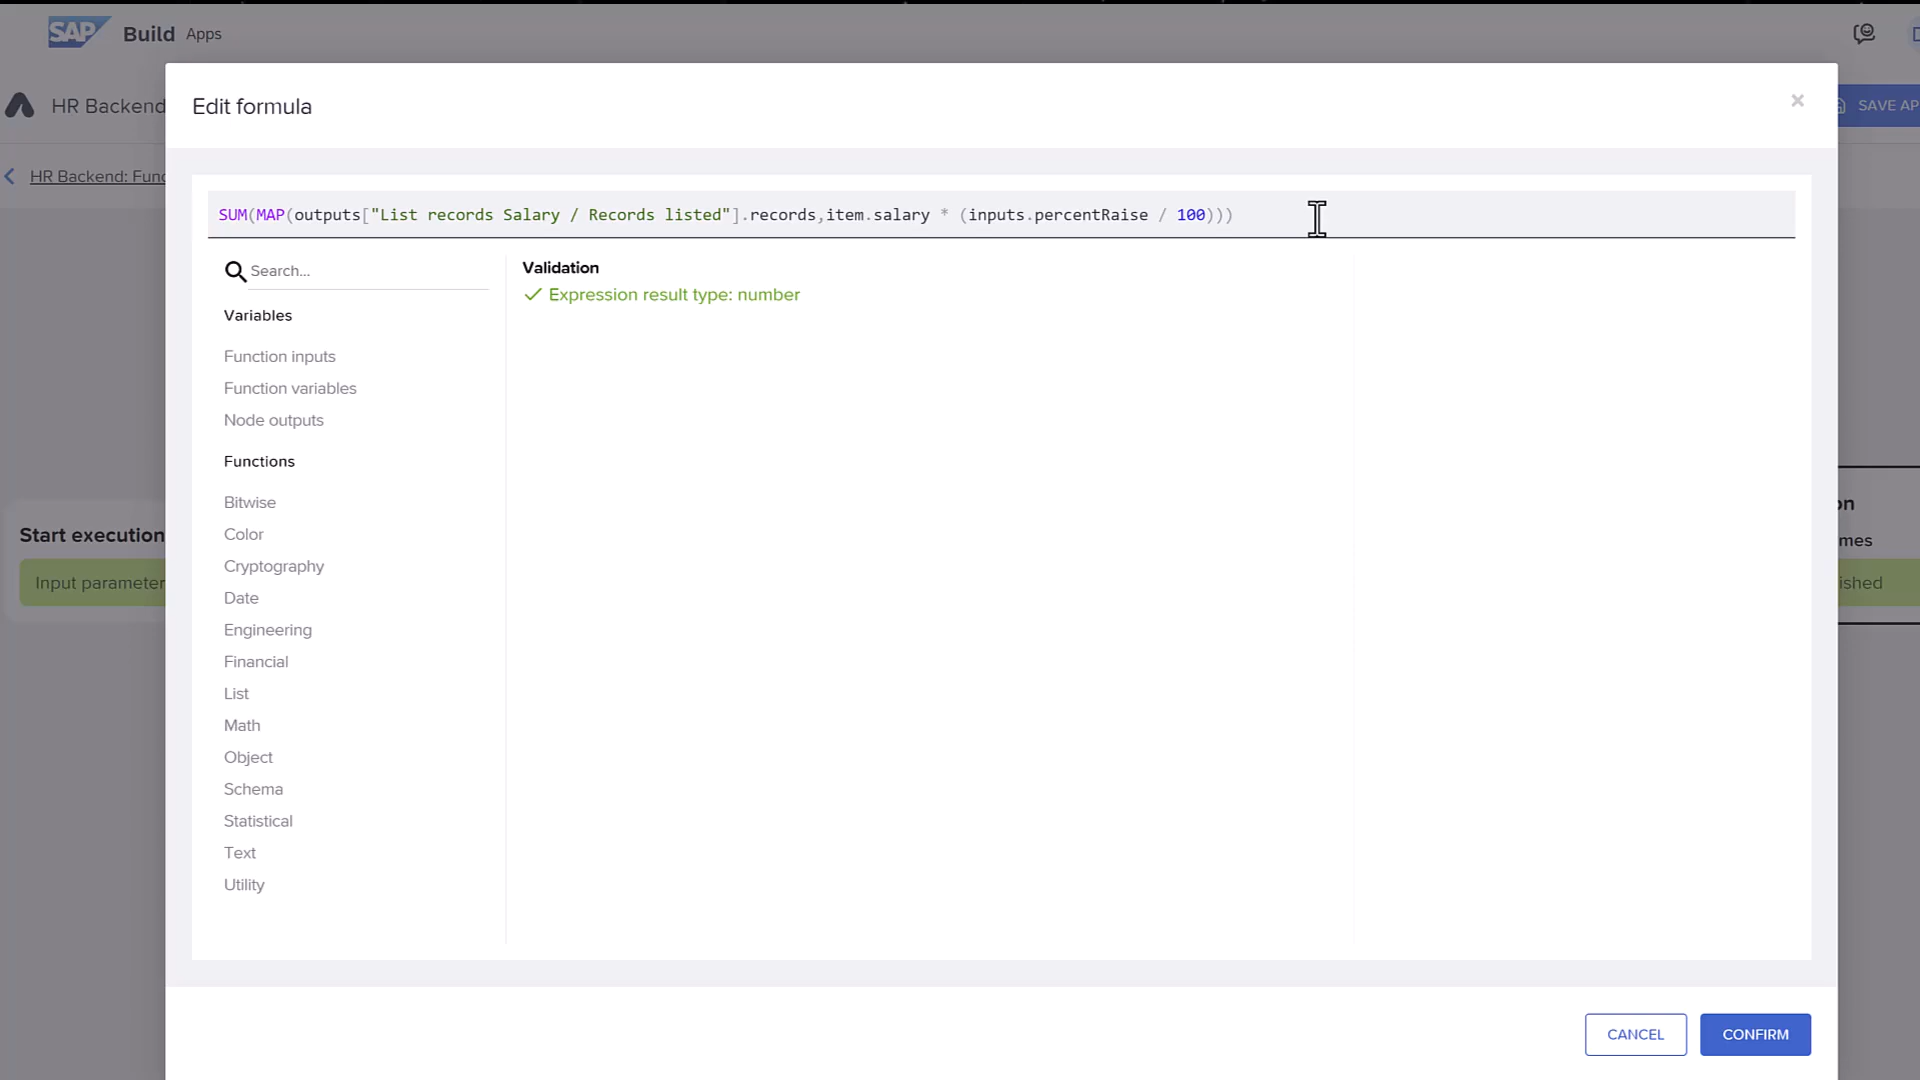 SAP Build Apps
HR Backend
SAVE AP
Edit formula
×
HR Backend: Func
SUM(MAP(outputs["List records Salary / Records listed"].records,item.salary * (inputs.percentRaise / 100)))
Search...
Validation
Expression result type: number
Variables
Function inputs
Function variables
Node outputs
Functions
Bitwise
Color
Cryptography
Date
Engineering
Financial
List
Math
Object
Schema
Statistical
Text
Utility
Start execution
Input parameter
on
mes
ished
CANCEL
CONFIRM